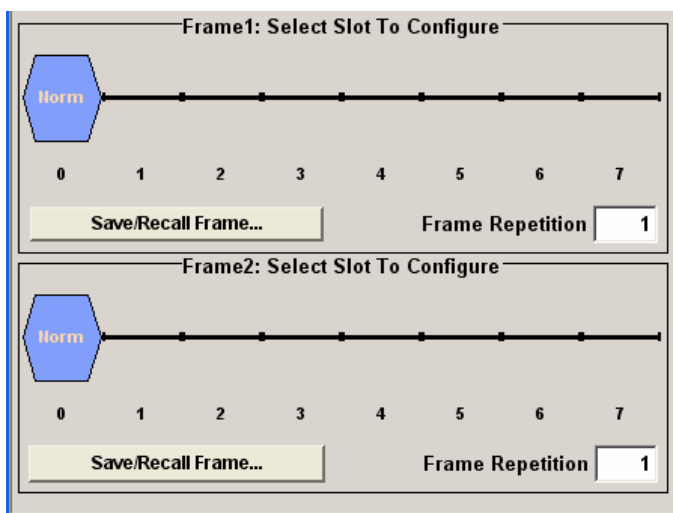 Frame1: Select Slot To Configure
Norm
0 1 2 3 4 5 6 7
Save/Recall Frame... Frame Repetition 1
Frame2: Select Slot To Configure
Norm
0 1 2 3 4 5 6 7
Save/Recall Frame... Frame Repetition 1